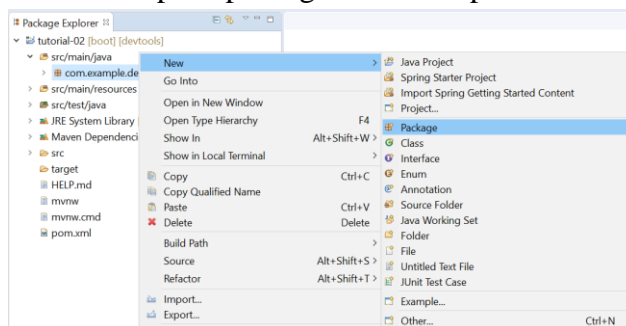 Package Explorer
tutorial-02 [boot] [devtools]
src/main/java
com.example.de
src/main/resources
src/test/java
JRE System Library
Maven Dependenci
src
target
HELP.md
mvnw
mvnw.cmd
pom.xml
New
Go Into
Open in New Window
Open Type Hierarchy F4
Show In Alt+Shift+W
Show in Local Terminal
Copy Ctrl+C
Copy Qualified Name
Paste Ctrl+V
Delete Delete
Build Path
Source Alt+Shift+S
Refactor Alt+Shift+T
Import...
Export...
Java Project
Spring Starter Project
Import Spring Getting Started Content
Project...
Package
Class
Interface
Enum
Annotation
Source Folder
Java Working Set
Folder
File
Untitled Text File
JUnit Test Case
Example...
Other... Ctrl+N